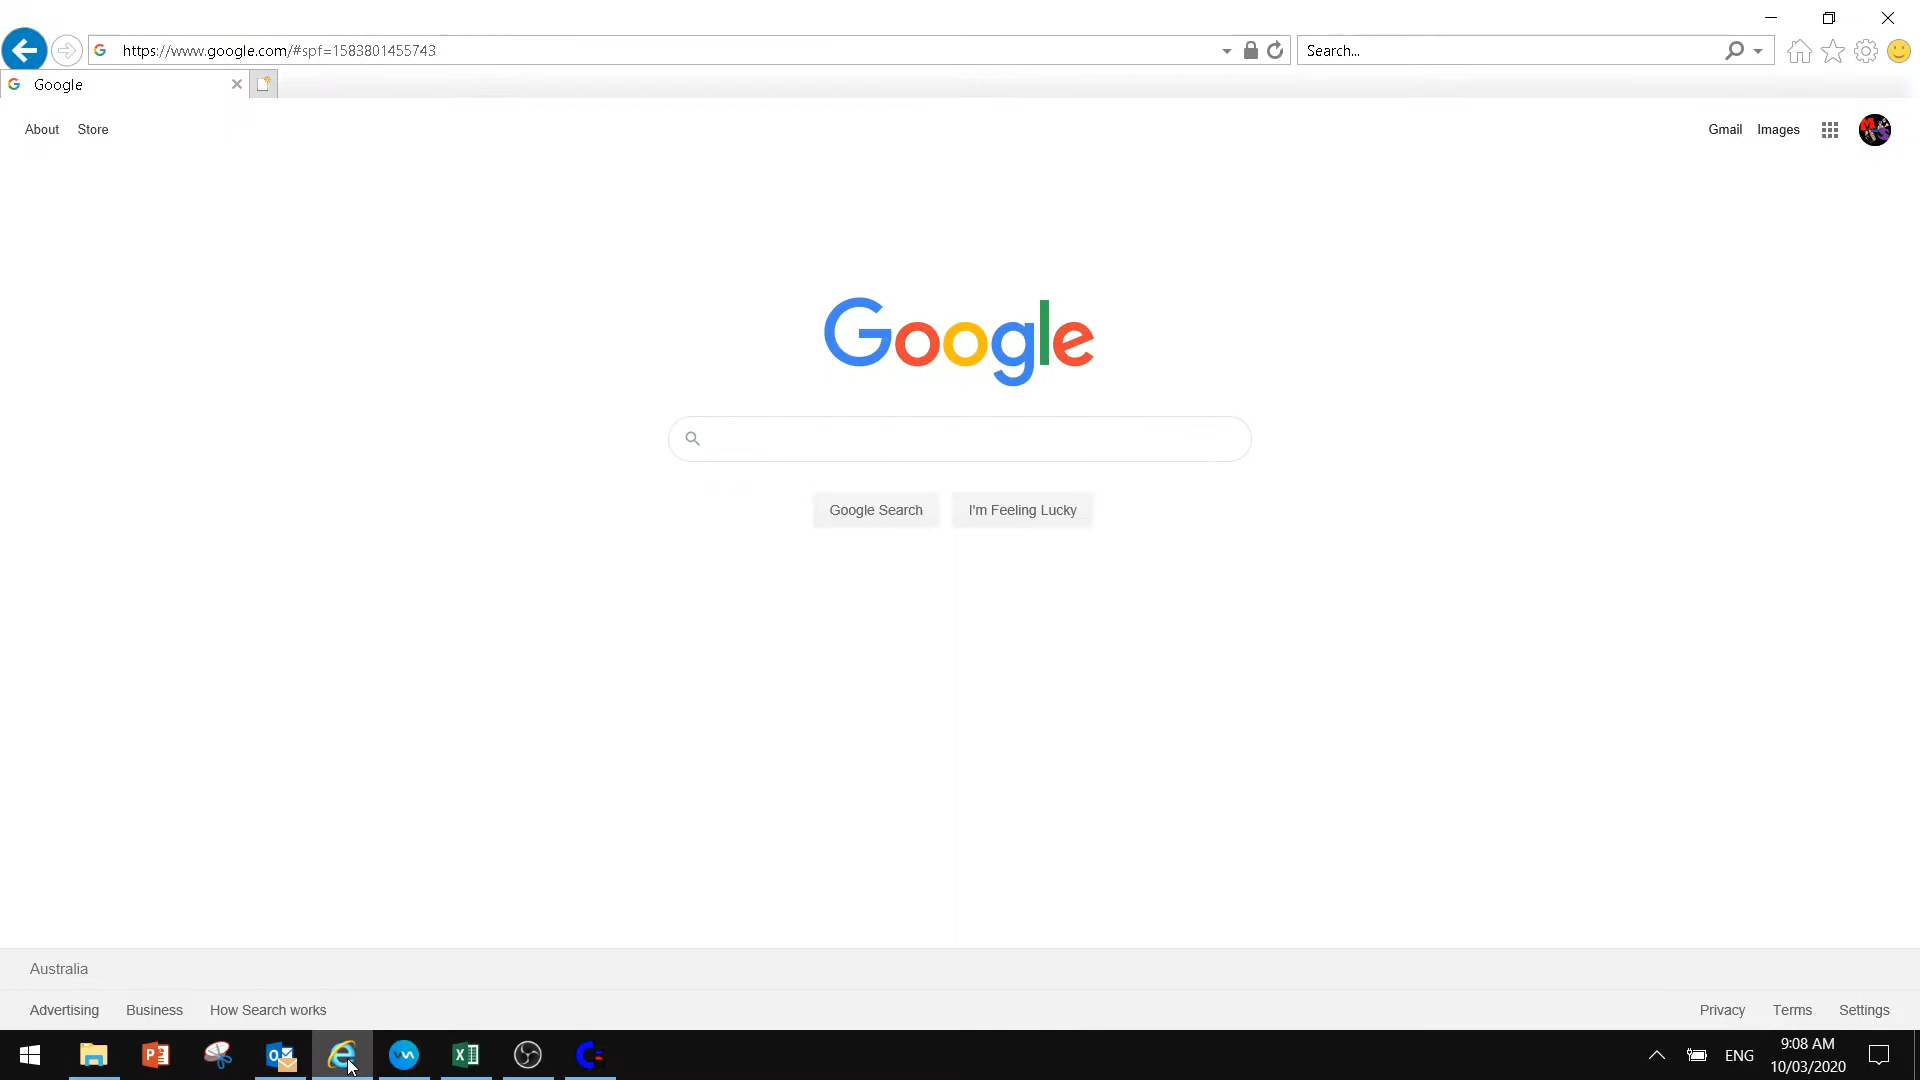 https://www.google.com/#spf=1583801455743
Search...
Google
About Store
Gmail Images
Google
Google Search I'm Feeling Lucky
Australia
Advertising Business How Search works
Privacy Terms Settings
ENG
9:08 AM
10/03/2020